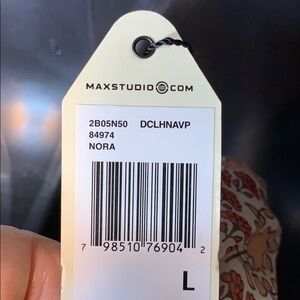 MAXSTUDIO COM
2B05N50 DCLHNAVP
84974
NORA
7 98510 76904 2
L